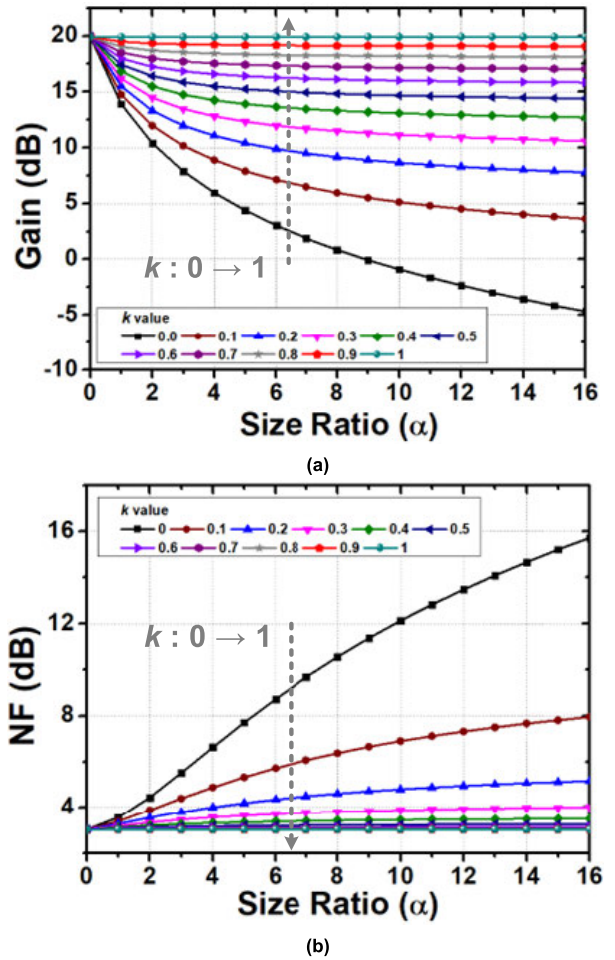 20
15
10
5
0
-5
-10
Gain (dB)
k : 0 → 1
k value
0.0 0.1 0.2 0.3 0.4 0.5
0.6 0.7 0.8 0.9 1
0 2 4 6 8 10 12 14 16
Size Ratio (α)
(a)
16
12
8
4
NF (dB)
k value
0 0.1 0.2 0.3 0.4 0.5
0.6 0.7 0.8 0.9 1
k : 0 → 1
0 2 4 6 8 10 12 14 16
Size Ratio (α)
(b)